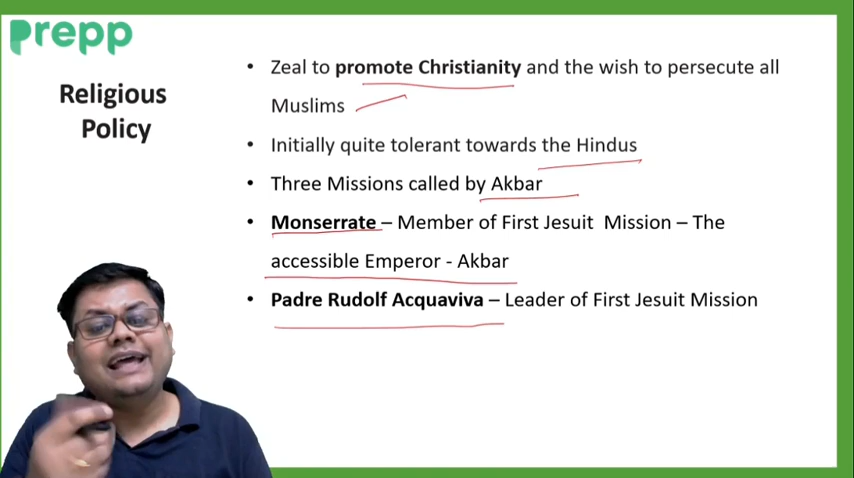 Prepp
Religious
Policy
• Zeal to promote Christianity and the wish to persecute all
Muslims
• Initially quite tolerant towards the Hindus
• Three Missions called by Akbar
• Monserrate – Member of First Jesuit Mission – The
accessible Emperor - Akbar
• Padre Rudolf Acquaviva – Leader of First Jesuit Mission